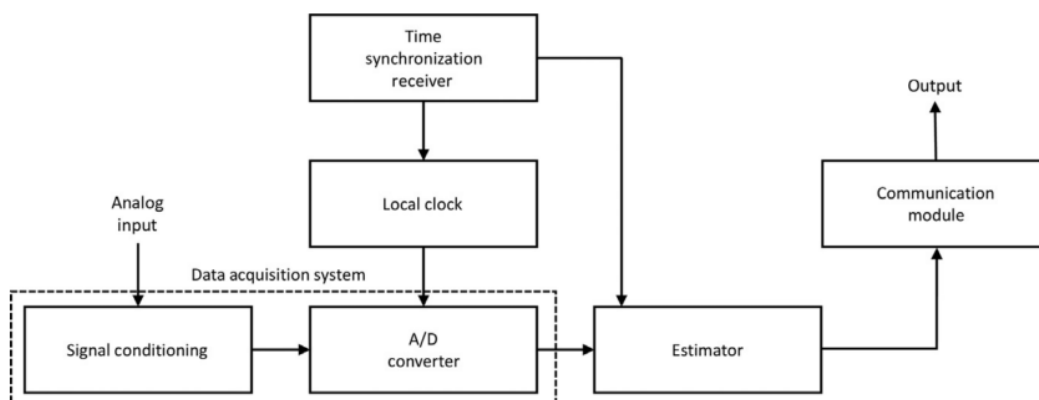 Time
synchronization
receiver
Output
Local clock
Communication
module
Analog
input
Data acquisition system
Signal conditioning
A/D
converter
Estimator